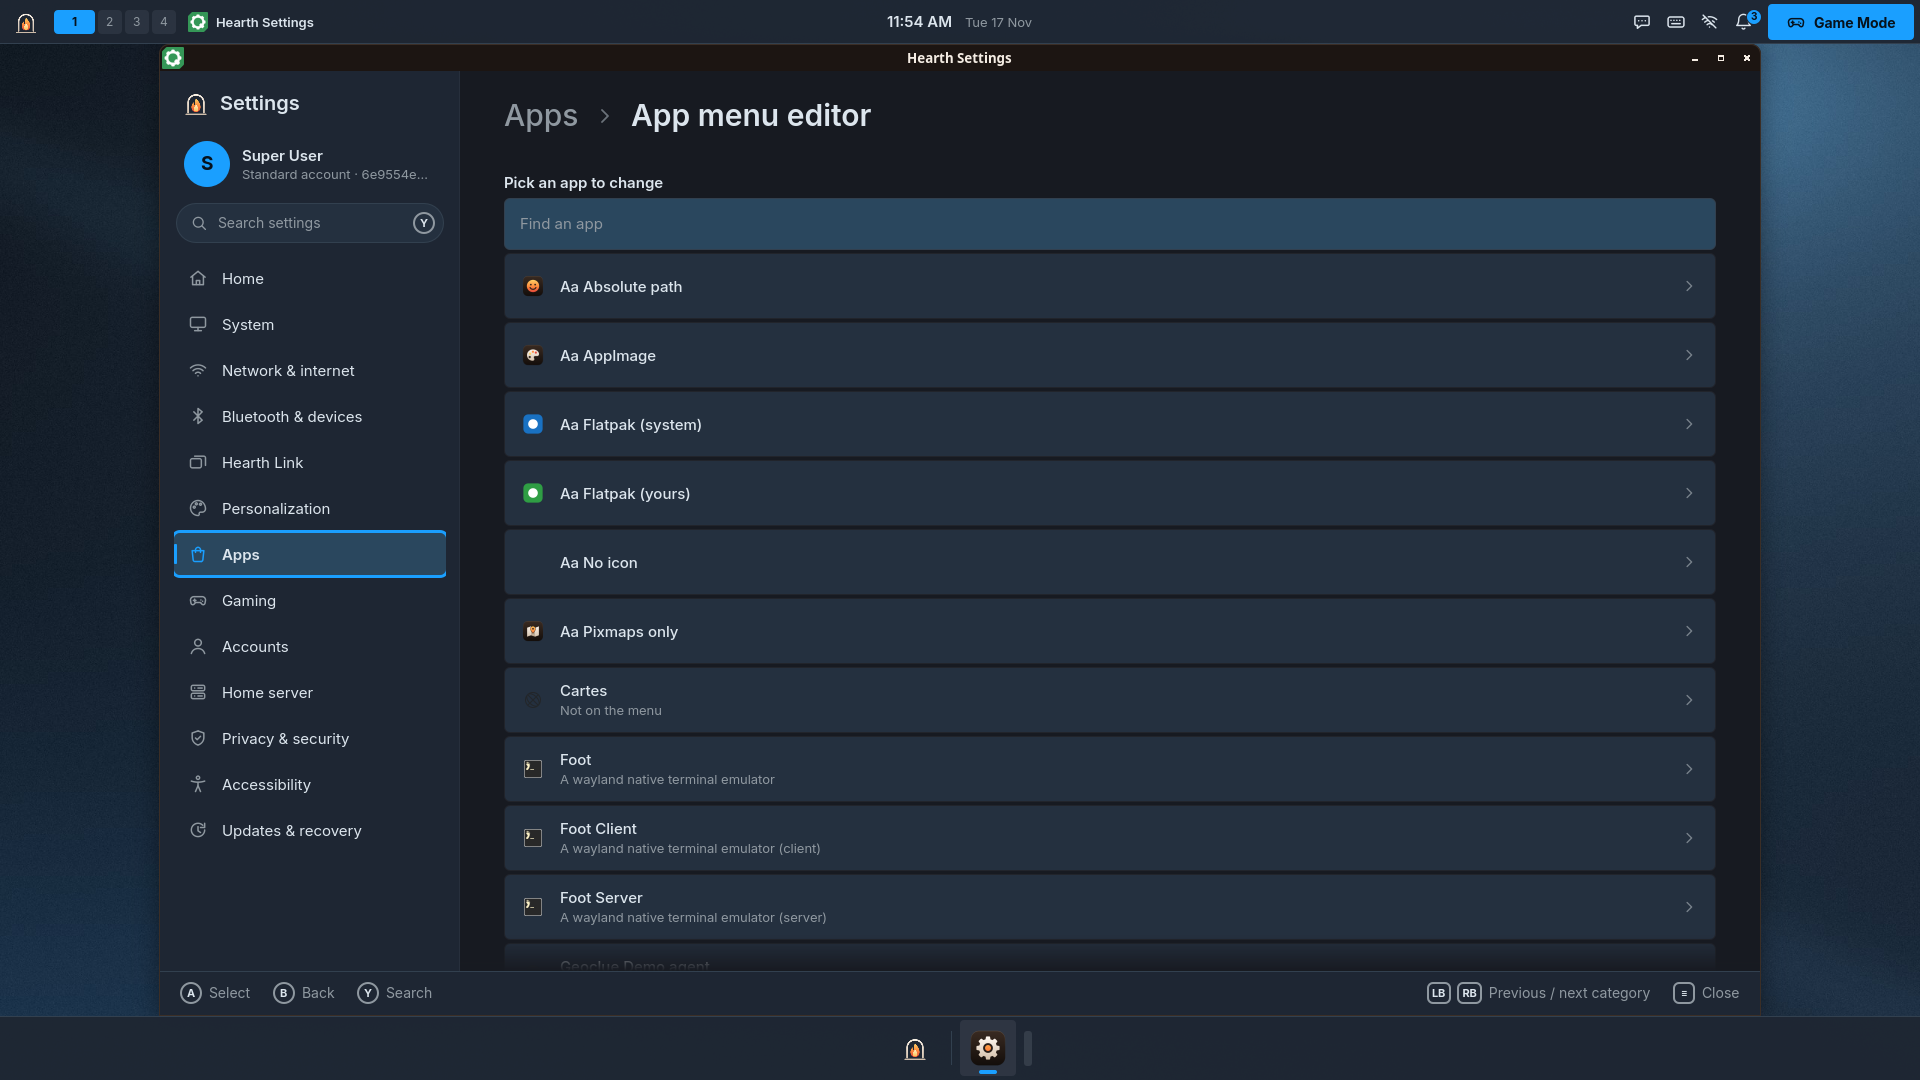 1 2 3 4 Hearth Settings
11:54 AM Tue 17 Nov
3
Game Mode
Hearth Settings
Settings
S
Super User
Standard account · 6e9554e...
Search settings Y
Home
System
Network & internet
Bluetooth & devices
Hearth Link
Personalization
Apps
Gaming
Accounts
Home server
Privacy & security
Accessibility
Updates & recovery
Apps > App menu editor
Pick an app to change
Find an app
Aa Absolute path
Aa AppImage
Aa Flatpak (system)
Aa Flatpak (yours)
Aa No icon
Aa Pixmaps only
Cartes
Not on the menu
Foot
A wayland native terminal emulator
Foot Client
A wayland native terminal emulator (client)
Foot Server
A wayland native terminal emulator (server)
Geoclue Demo agent
A Select B Back Y Search
LB RB Previous / next category Close